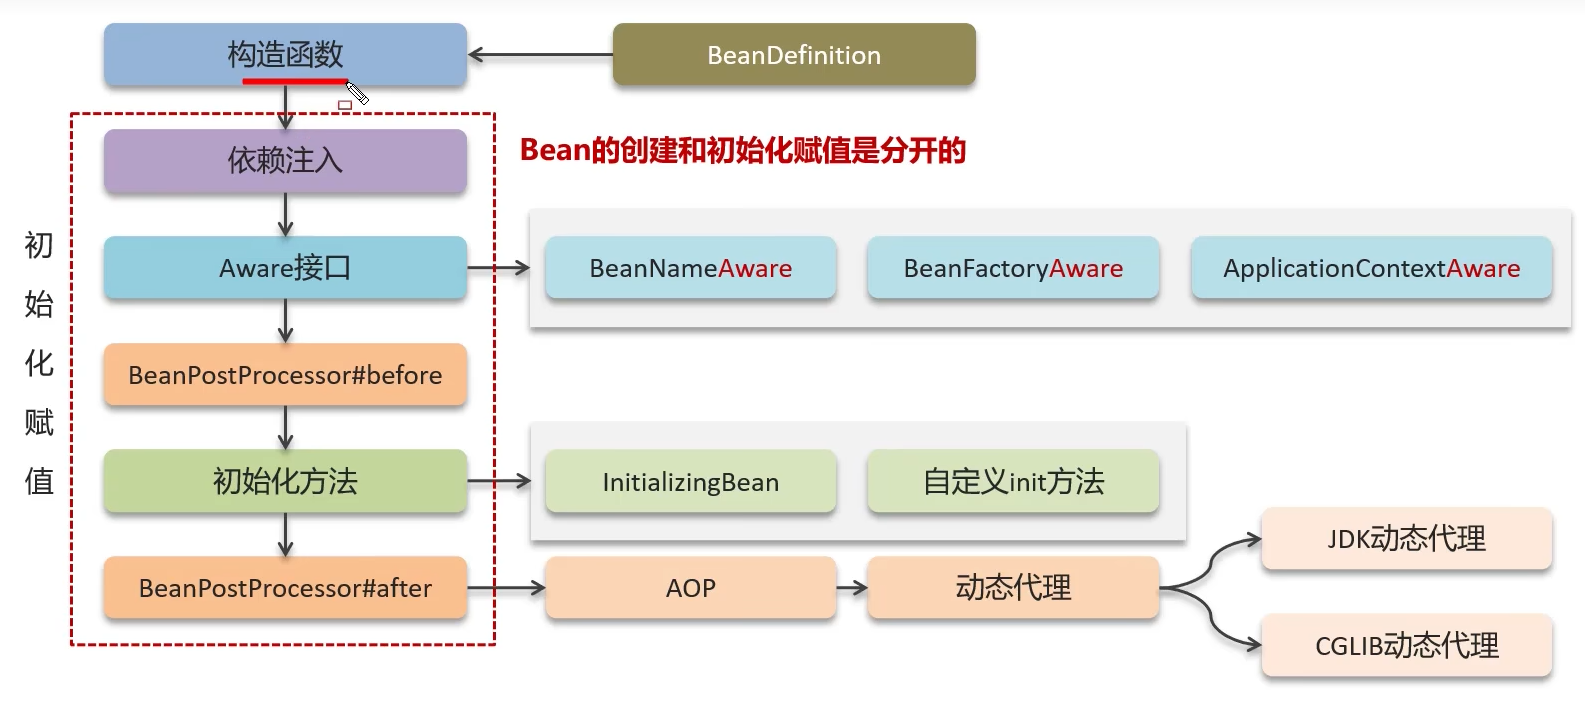 构造函数
BeanDefinition
依赖注入
Bean的创建和初始化赋值是分开的
初始化赋值
Aware接口
BeanNameAware
BeanFactoryAware
ApplicationContextAware
BeanPostProcessor#before
初始化方法
InitializingBean
自定义init方法
BeanPostProcessor#after
AOP
动态代理
JDK动态代理
CGLIB动态代理